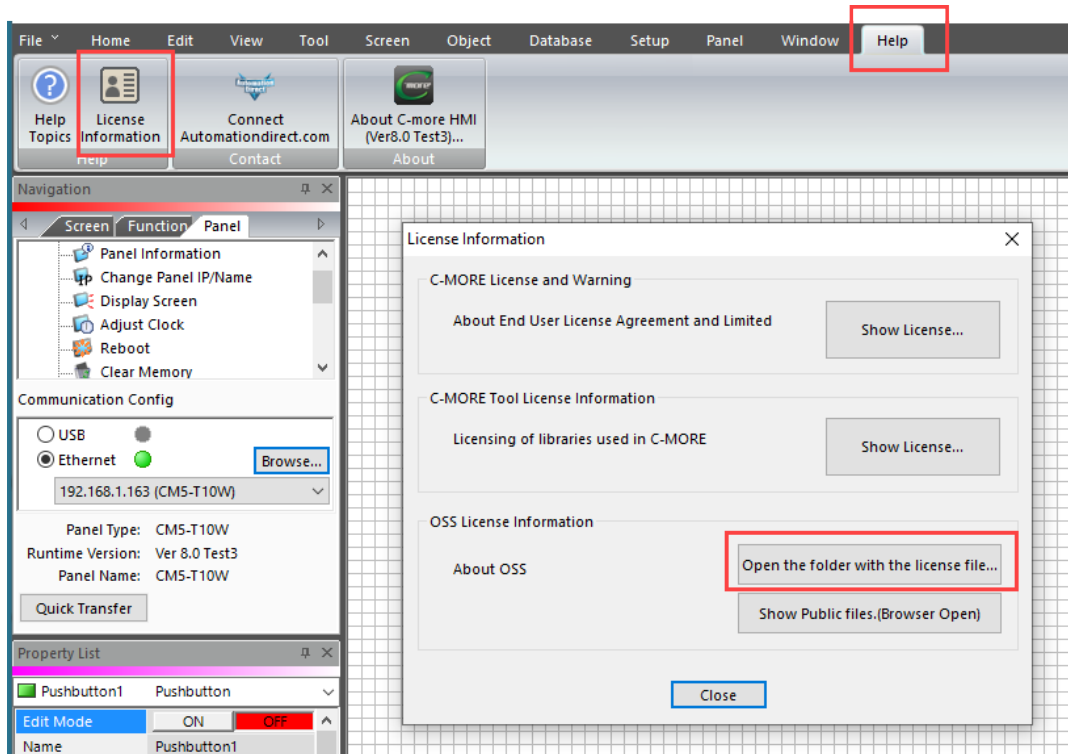 File Home Edit View Tool Screen Object Database Setup Panel Window Help
Help Topics
License Information
Help
Connect Automationdirect.com
Contact
C-more
About C-more HMI (Ver8.0 Test3)...
About
Navigation
Screen Function Panel
Panel Information
Change Panel IP/Name
Display Screen
Adjust Clock
Reboot
Clear Memory
Communication Config
USB
Ethernet
Browse...
192.168.1.163 (CM5-T10W)
Panel Type: CM5-T10W
Runtime Version: Ver 8.0 Test3
Panel Name: CM5-T10W
Quick Transfer
Property List
Pushbutton1 Pushbutton
Edit Mode ON OFF
Name Pushbutton1
License Information
C-MORE License and Warning
About End User License Agreement and Limited
Show License...
C-MORE Tool License Information
Licensing of libraries used in C-MORE
Show License...
OSS License Information
About OSS
Open the folder with the license file...
Show Public files.(Browser Open)
Close